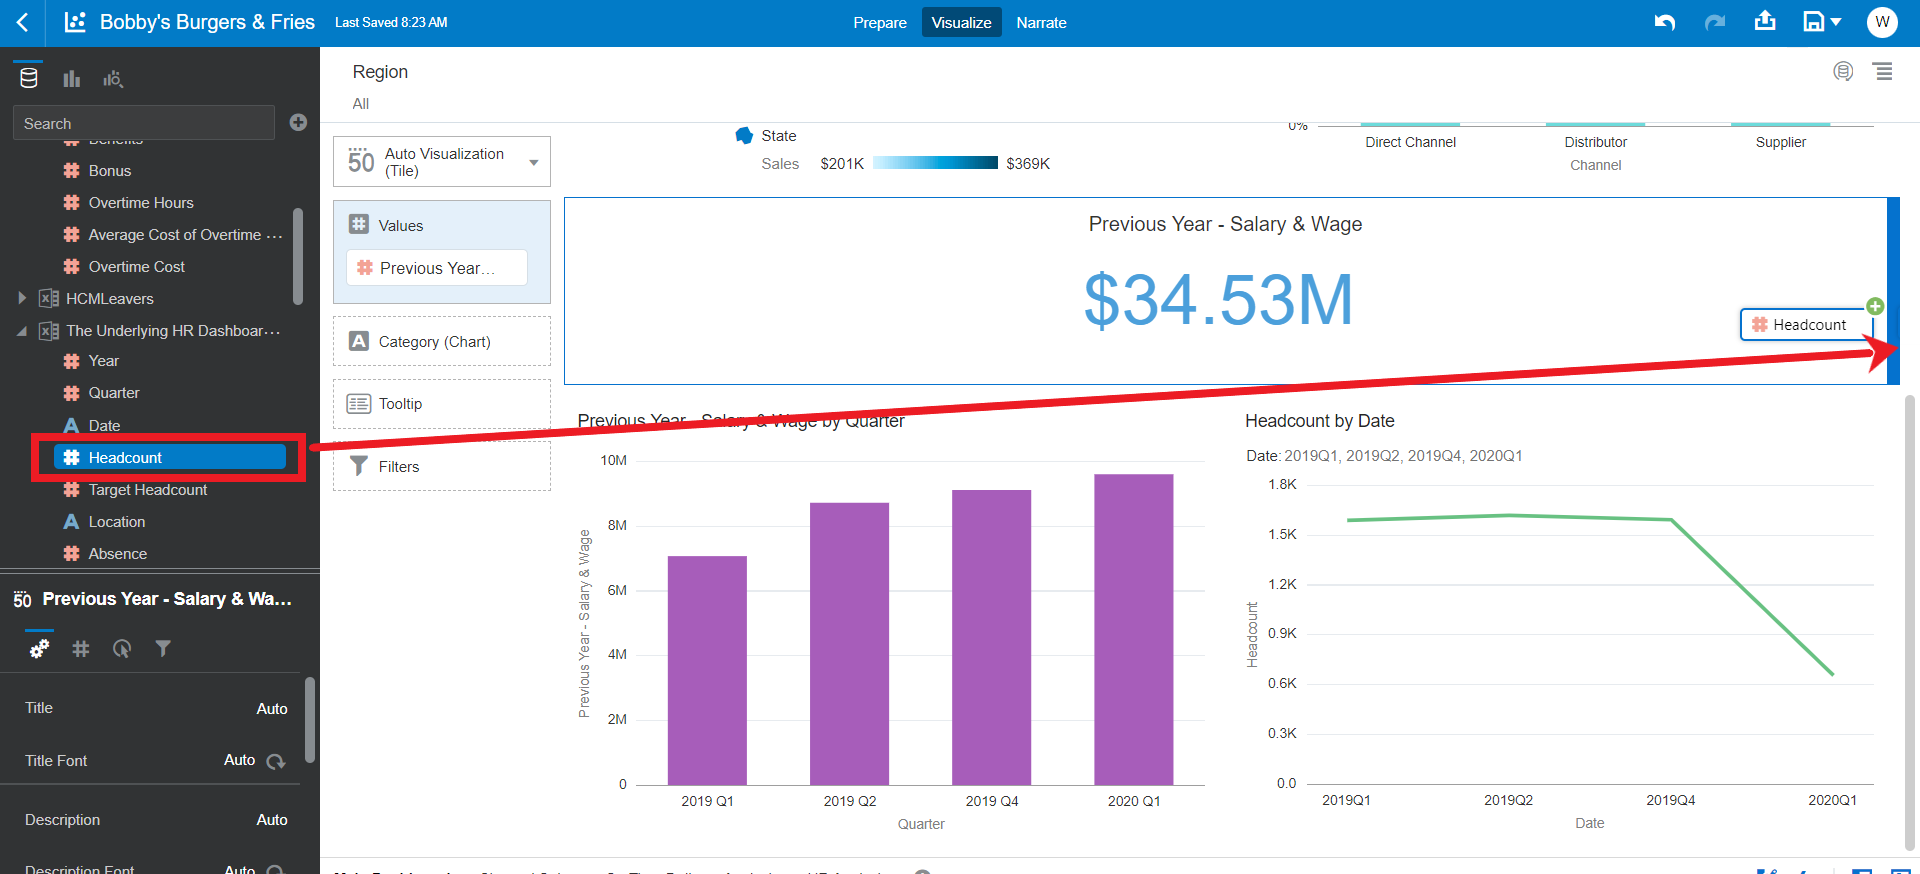 Bobby's Burgers & Fries
Last Saved 8:23 AM
Prepare
Visualize
Narrate
W
Search
Benefits
Bonus
Overtime Hours
Average Cost of Overtime ...
Overtime Cost
HCMLeavers
The Underlying HR Dashboar...
Year
Quarter
A Date
Headcount
Target Headcount
A Location
Absence
50 Previous Year - Salary & Wa...
Title
Auto
Title Font
Auto
Description
Auto
Description Font
Auto
Region
All
50
Auto Visualization
(Tile)
Values
Previous Year...
A Category (Chart)
Tooltip
Filters
State
Sales
$201K
$369K
0%
Direct Channel
Distributor
Supplier
Channel
Previous Year - Salary & Wage
$34.53M
Headcount
Previous Year - Salary & Wage by Quarter
10M
8M
6M
4M
2M
0
Previous Year - Salary & Wage
2019 Q1
2019 Q2
2019 Q4
2020 Q1
Quarter
Headcount by Date
Date: 2019Q1, 2019Q2, 2019Q4, 2020Q1
1.8K
1.5K
1.2K
0.9K
0.6K
0.3K
0.0
Headcount
2019Q1
2019Q2
2019Q4
2020Q1
Date